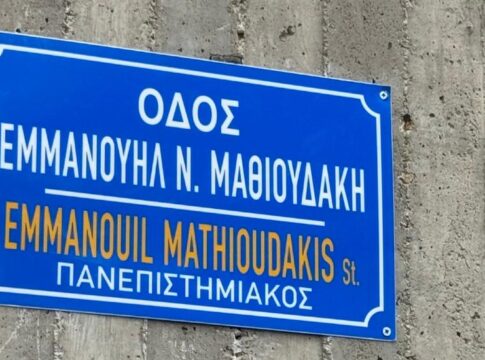 ΟΔΟΣ
ΕΜΜΑΝΟΥΗΛ Ν. ΜΑΘΙΟΥΔΑΚΗ
EMMANOUIL MATHIOUDAKIS St.
ΠΑΝΕΠΙΣΤΗΜΙΑΚΟΣ